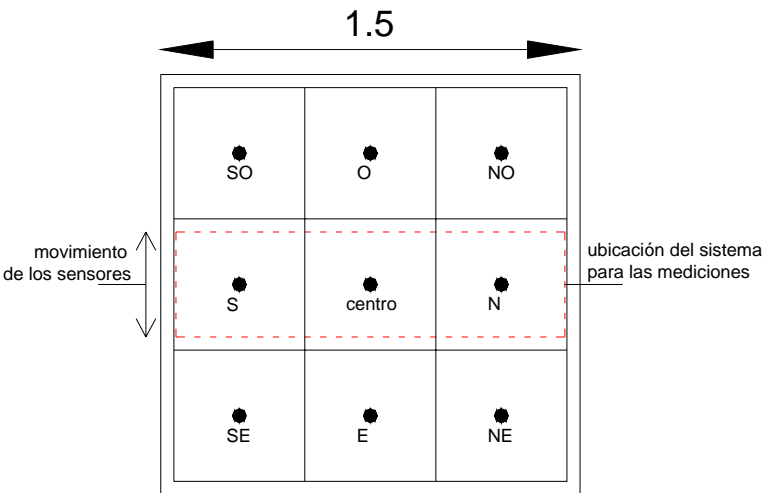 1.5
SO
O
NO
movimiento
de los sensores
S
centro
N
ubicación del sistema
para las mediciones
SE
E
NE